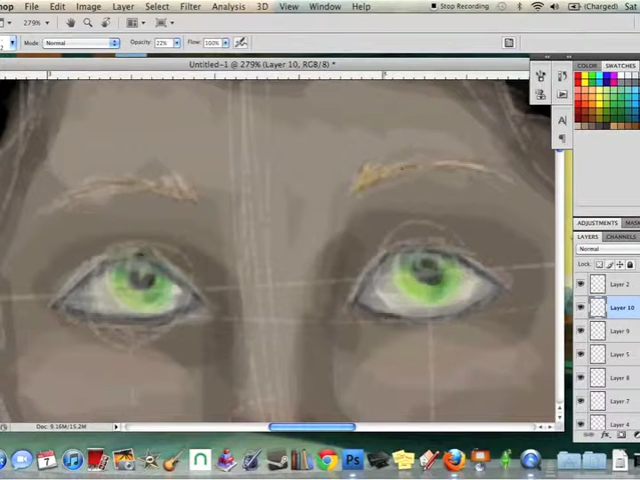 Edit Image Layer Select Filter Analysis 3D View Window Help Stop Recording (Charged) Sat
279% Mode: Normal Opacity: 22% Flow: 100%
Untitled-1 @ 279% (Layer 10, RGB/8) *
COLOR SWATCHES
ADJUSTMENTS
LAYERS CHANNELS
Normal
Lock:
Layer 2
Layer 10
Layer 9
Layer 5
Layer 8
Layer 7
Layer 4
279% Doc: 9.16M/15.2M